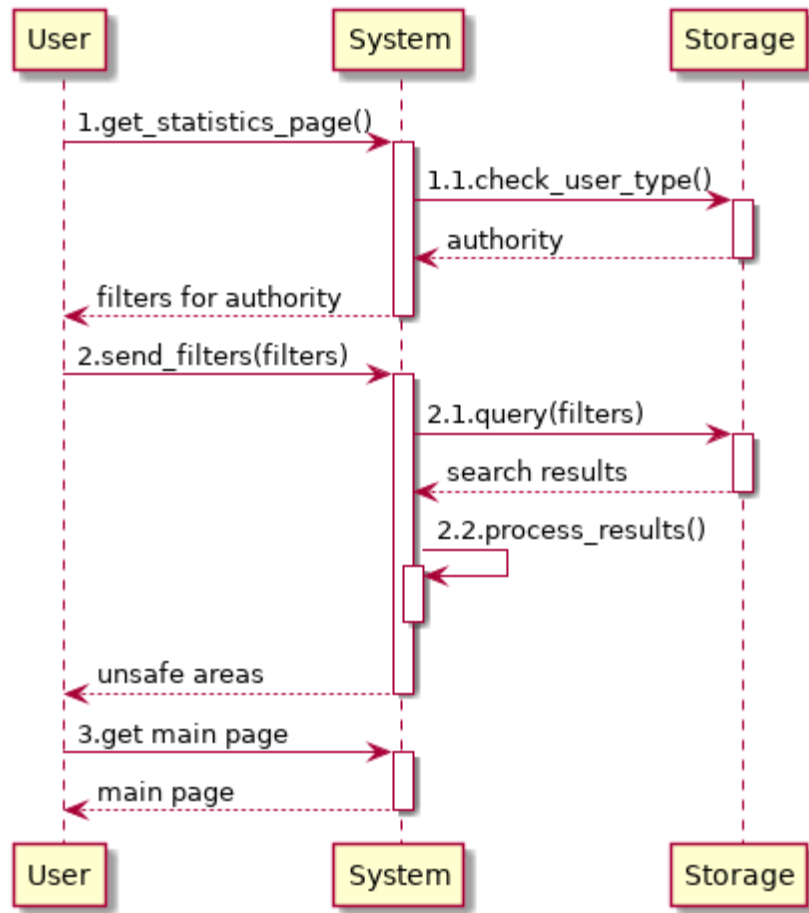 User System Storage
1.get_statistics_page()
1.1.check_user_type()
authority
filters for authority
2.send_filters(filters)
2.1.query(filters)
search results
2.2.process_results()
unsafe areas
3.get main page
main page
User System Storage